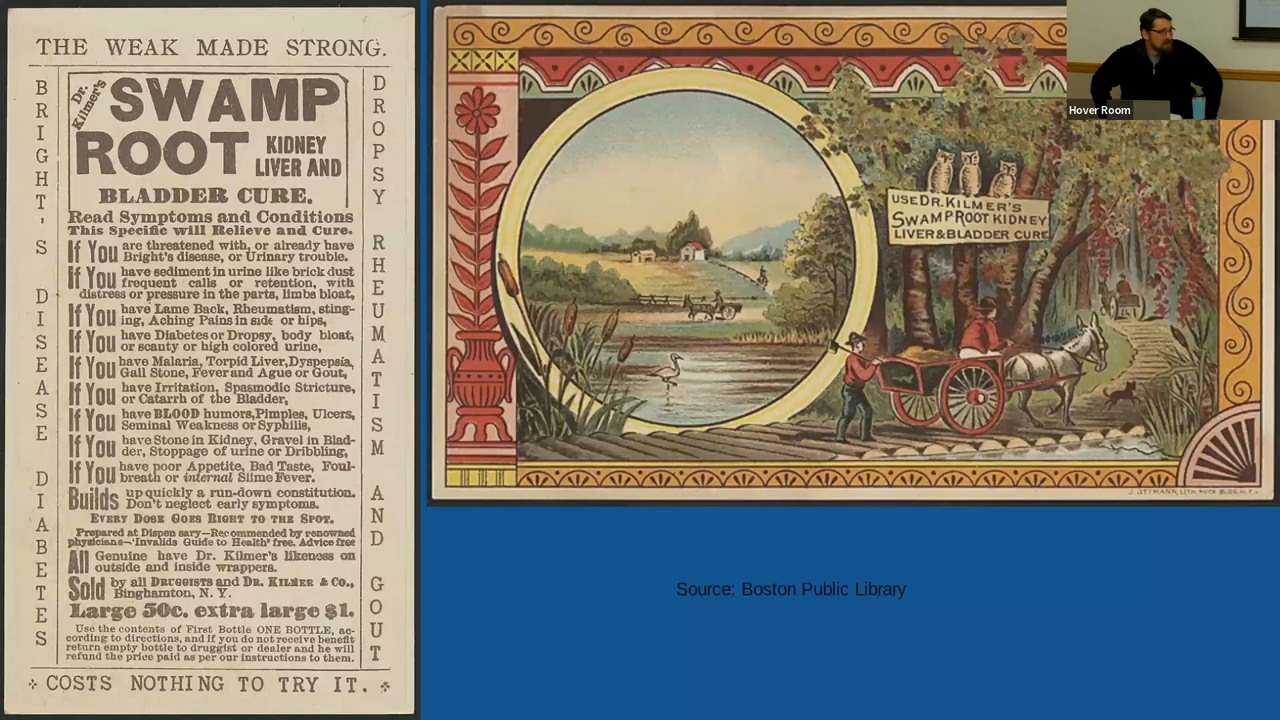 THE WEAK MADE STRONG.
BRIGHT'S DISEASE DIABETES
Dr. Kilmer's SWAMP
ROOT KIDNEY LIVER AND
BLADDER CURE.
Read Symptoms and Conditions
This Specific will Relieve and Cure.
If You are threatened with, or already have
Bright's disease, or Urinary trouble.
If You have sediment in urine like brick dust
frequent calls or retention, with
distress or pressure in the parts, limbs bloat,
If You have Lame Back, Rheumatism, sting-
ing, Aching Pains in side or hips,
If You have Diabetes or Dropsy, body bloat,
or scanty or high colored urine,
If You have Malaria, Torpid Liver, Dyspepsia,
Gall Stone, Fever and Ague or Gout,
If You have Irritation, Spasmodic Stricture,
or Catarrh of the Bladder,
If You have BLOOD humors, Pimples, Ulcers,
Seminal Weakness or Syphilis,
If You have Stone in Kidney, Gravel in Blad-
der, Stoppage of urine or Dribbling,
If You have poor Appetite, Bad Taste, Foul-
breath or internal Slime Fever.
Builds up quickly a run-down constitution.
Don't neglect early symptoms.
EVERY DOSE GOES RIGHT TO THE SPOT.
Prepared at Dispen sary—Recommended by renowned
physicians—'Invalids Guide to Health' free. Advice free
All Genuine have Dr. Kilmer's likeness on
outside and inside wrappers.
Sold by all DRUGGISTS and DR. KILMER & CO.,
Binghamton, N. Y.
Large 50c. extra large $1.
Use the contents of First Bottle ONE BOTTLE, ac-
cording to directions, and if you do not receive benefit
return empty bottle to druggist or dealer and he will
refund the price paid as per our instructions to them.
DROPSY RHEUMATISM AND GOUT
COSTS NOTHING TO TRY IT.
USE DR. KILMER'S
SWAMP ROOT KIDNEY
LIVER & BLADDER CURE
J. OTTMANN, LITH. PUCK BLDG. N.Y.
Source: Boston Public Library
Hover Room